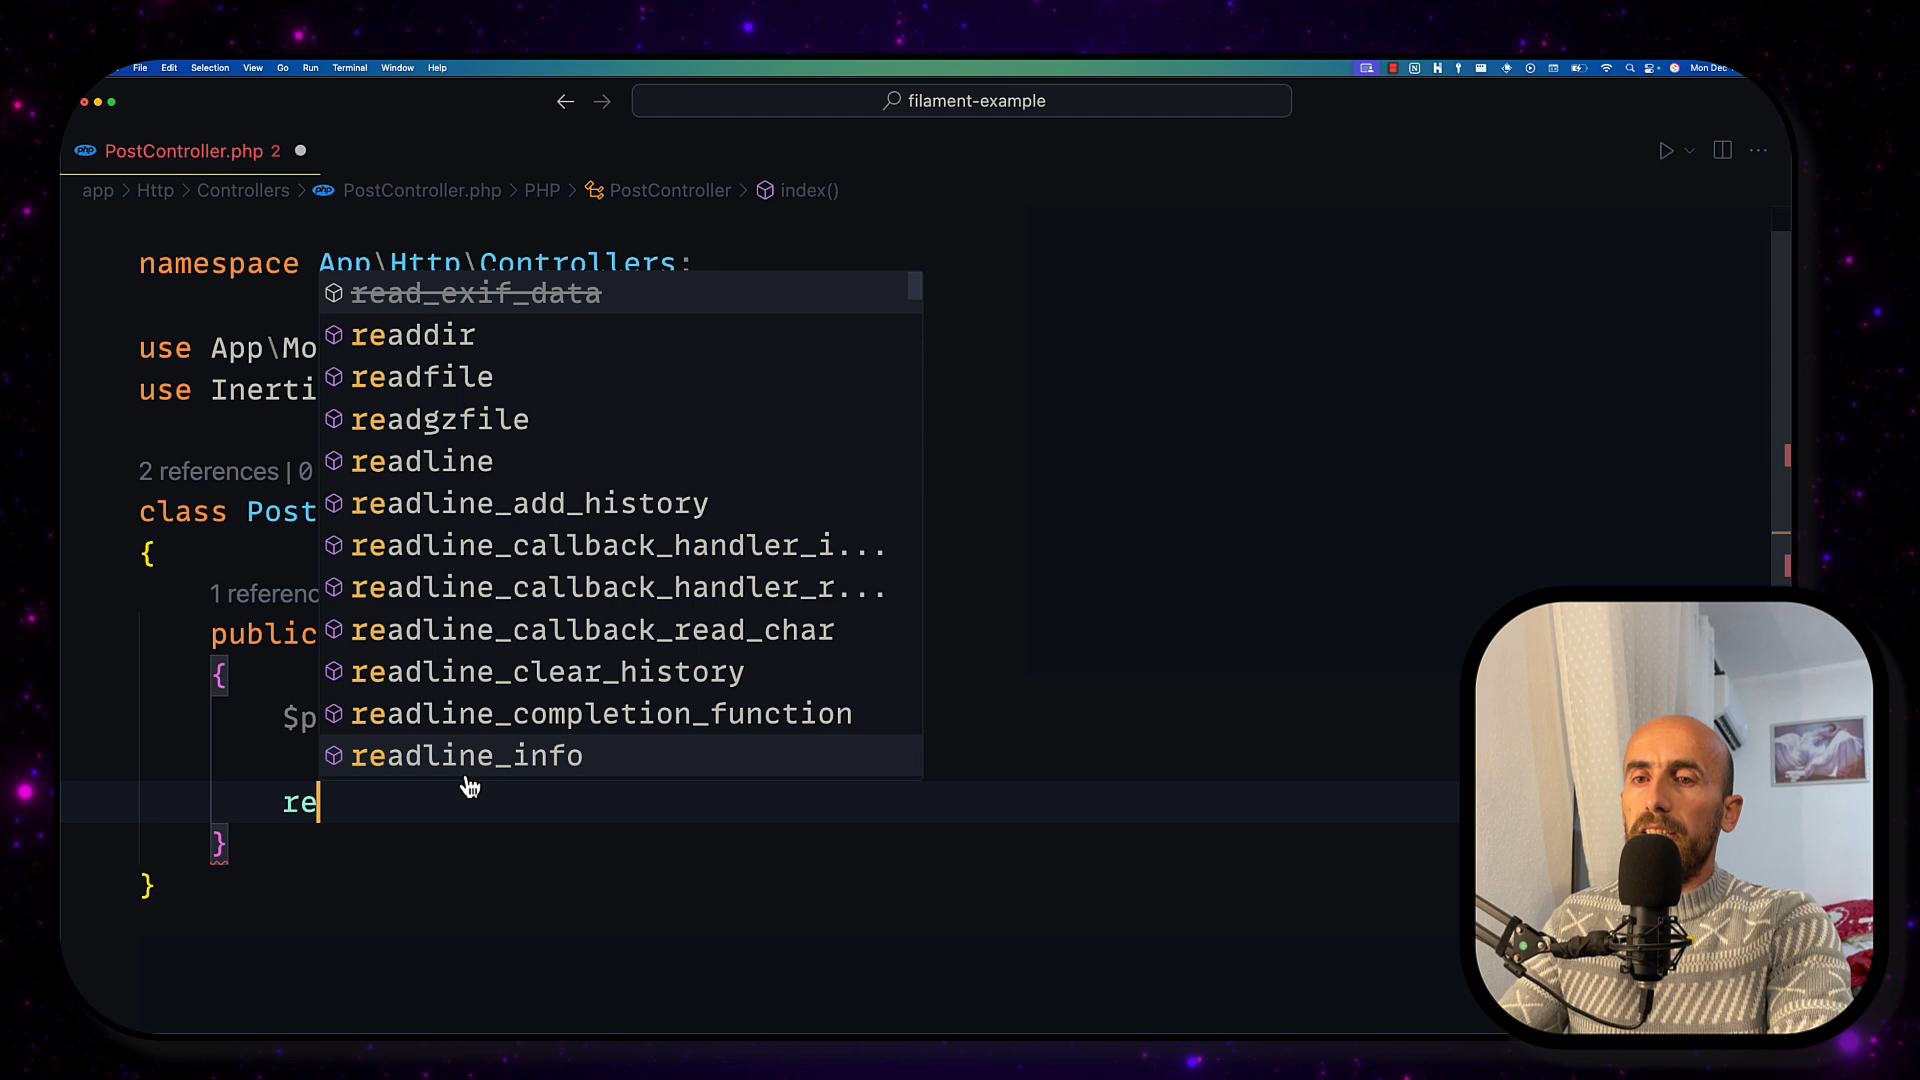 File Edit Selection View Go Run Terminal Window Help
Mon Dec
filament-example
PostController.php 2
app > Http > Controllers > PostController.php > PHP > PostController > index()
namespace App\Http\Controllers;
read_exif_data
readdir
use App\Mo
readfile
use Inerti
readgzfile
2 references | 0
readline
class Post
readline_add_history
{
readline_callback_handler_i...
1 referenc
readline_callback_handler_r...
public
readline_callback_read_char
{
readline_clear_history
$p
readline_completion_function
readline_info
re
}
}